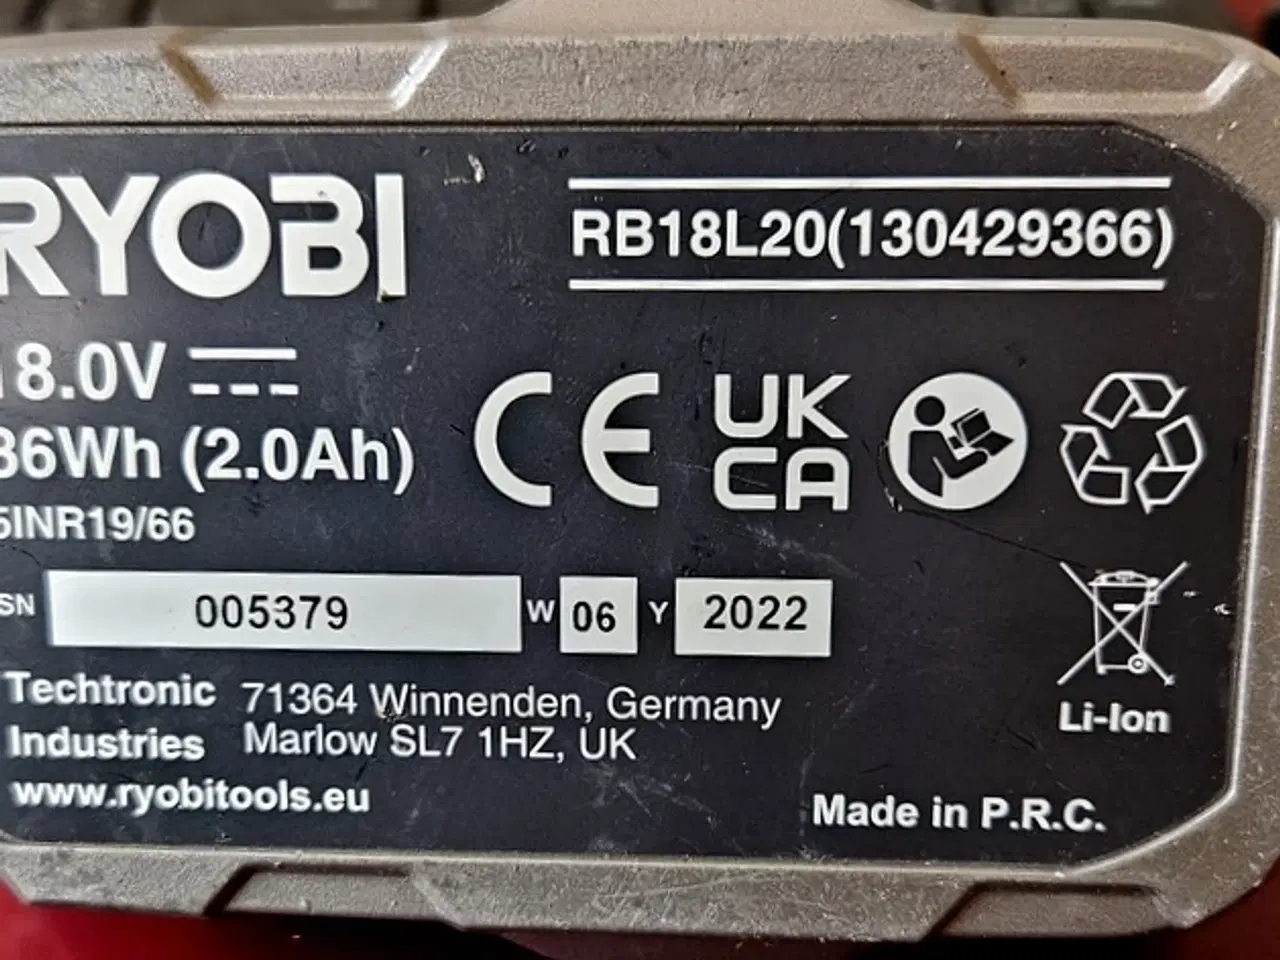 RYOBI
RB18L20(130429366)
18.0V
36Wh (2.0Ah)
CE UK CA
5INR19/66
SN 005379 W 06 Y 2022
Li-Ion
Techtronic Industries
71364 Winnenden, Germany
Marlow SL7 1HZ, UK
www.ryobitools.eu
Made in P.R.C.